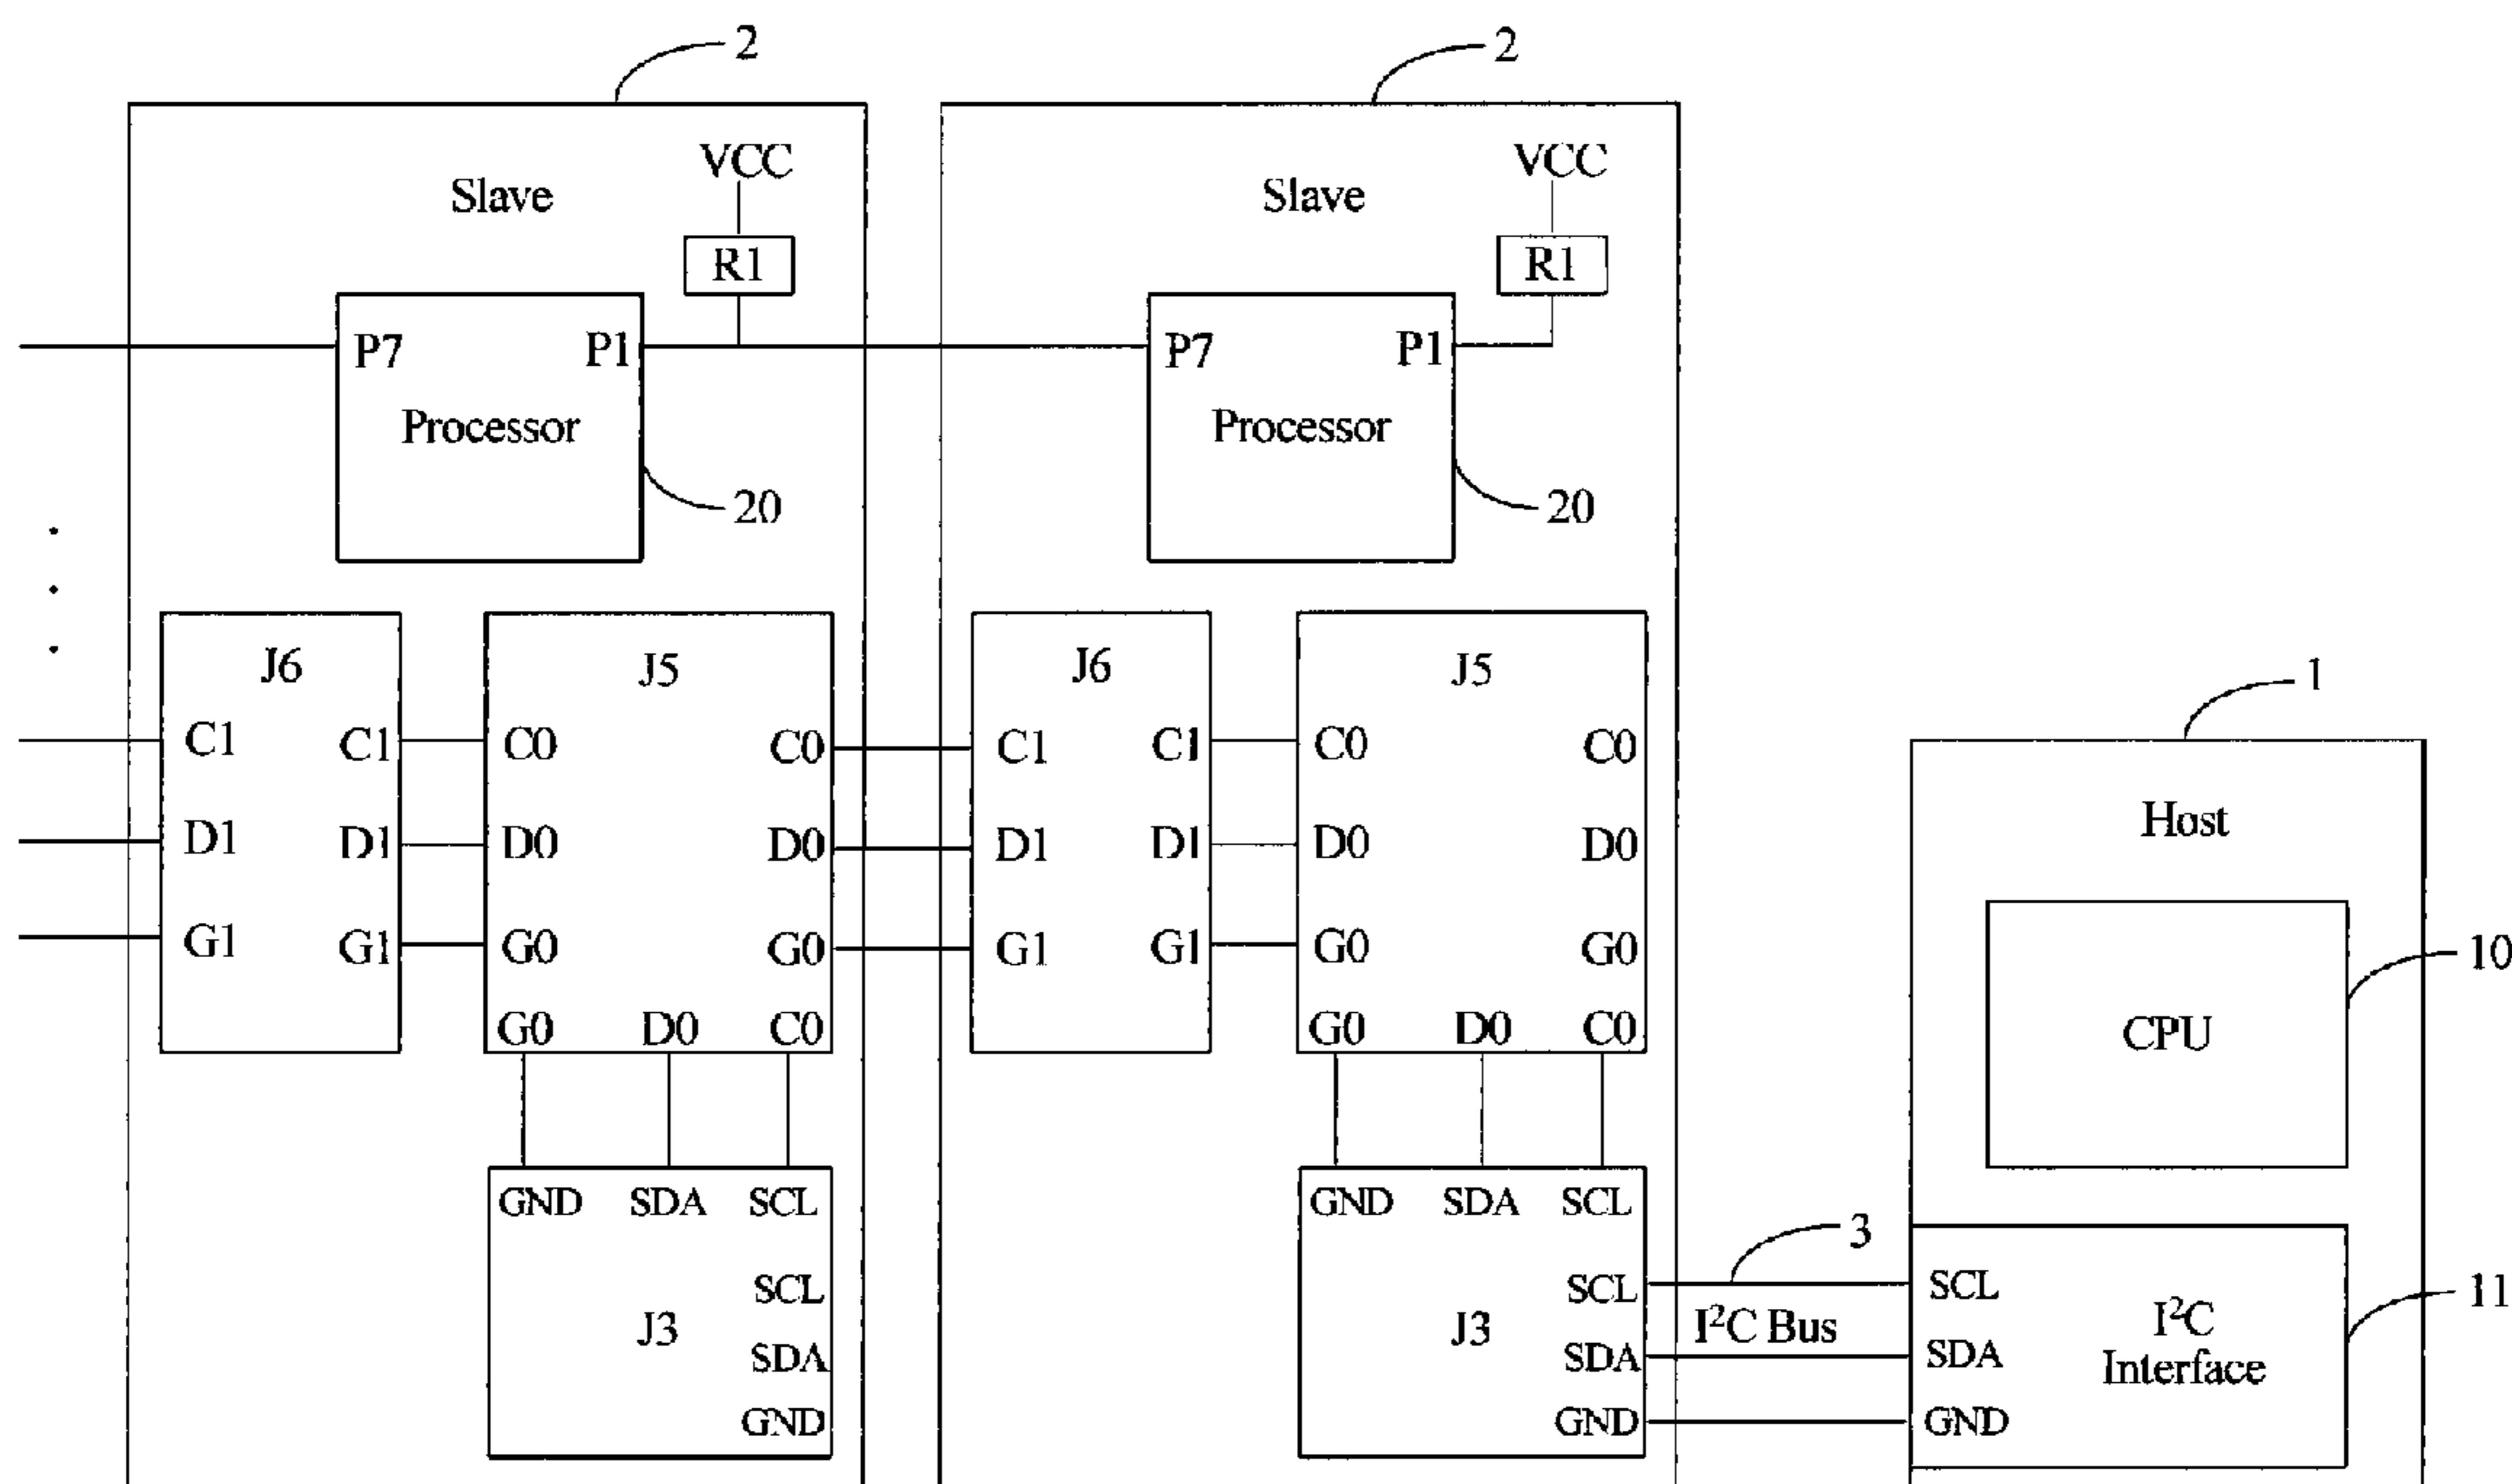 2
2
VCC
VCC
Slave
Slave
R1
R1
P7 P1
P7 P1
Processor
Processor
20
20
J6
J5
J6
J5
1
C1 C1 C0 C0
C1 C1 C0 C0
Host
D1 D1 D0 D0
D1 D1 D0 D0
G1 G1 G0 G0
G1 G1 G0 G0
10
G0 D0 C0
G0 D0 C0
CPU
GND SDA SCL
GND SDA SCL
3
SCL
SCL
SCL
11
J3
J3
I²C Bus
I²C
Interface
SDA
SDA
SDA
GND
GND
GND